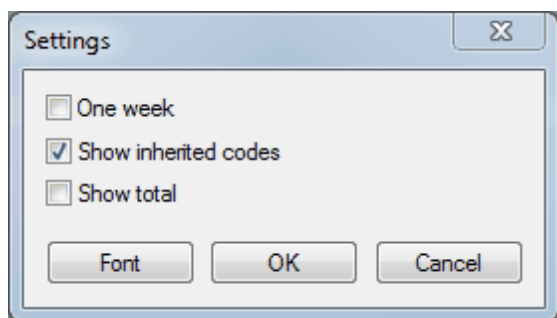 Settings
One week
Show inherited codes
Show total
Font OK Cancel